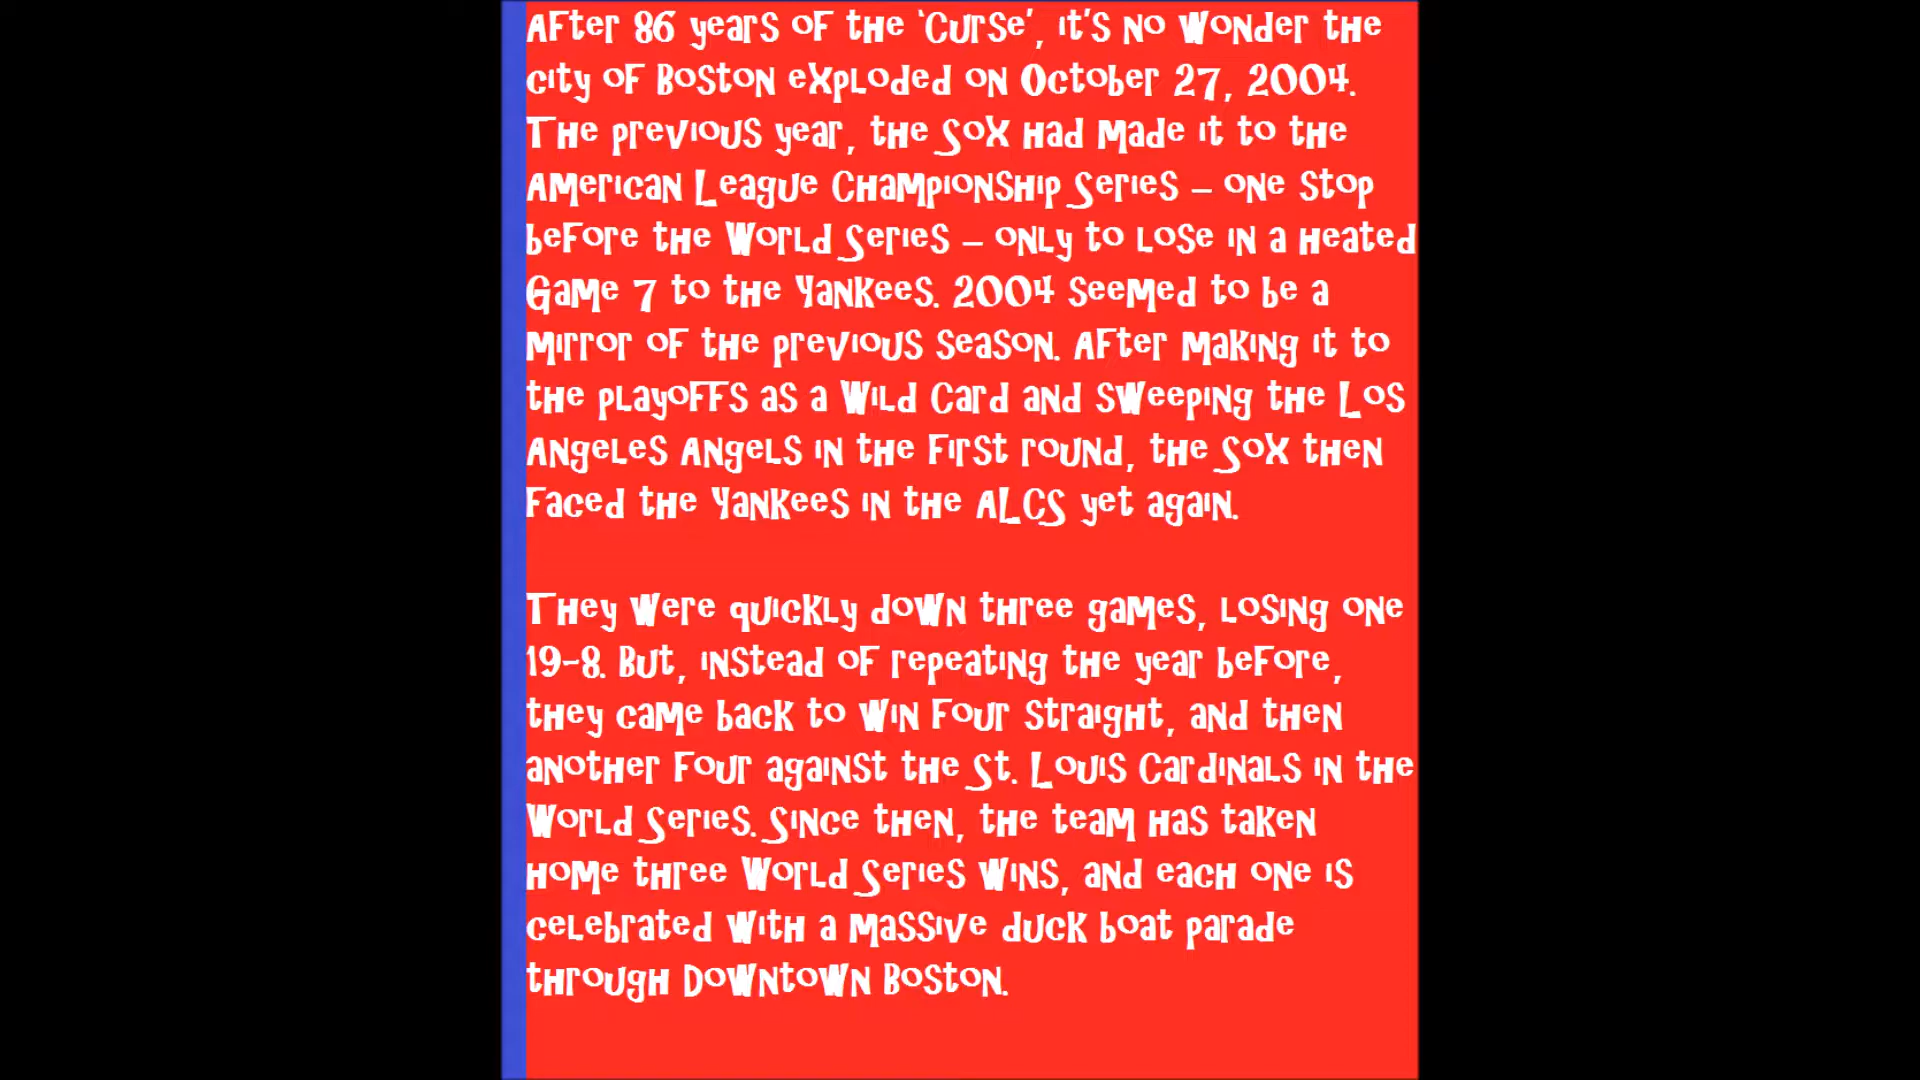 After 86 years of the ‘Curse’, it’s no wonder the
city of Boston exploded on October 27, 2004.
The previous year, the Sox had made it to the
American League Championship Series – one stop
before the World Series – only to lose in a heated
Game 7 to the Yankees. 2004 seemed to be a
mirror of the previous season. After making it to
the playoffs as a Wild Card and sweeping the Los
Angeles Angels in the first round, the Sox then
faced the Yankees in the ALCS yet again.

They were quickly down three games, losing one
19-8. But, instead of repeating the year before,
they came back to win four straight, and then
another four against the St. Louis Cardinals in the
World Series. Since then, the team has taken
home three World Series wins, and each one is
celebrated with a massive duck boat parade
through Downtown Boston.